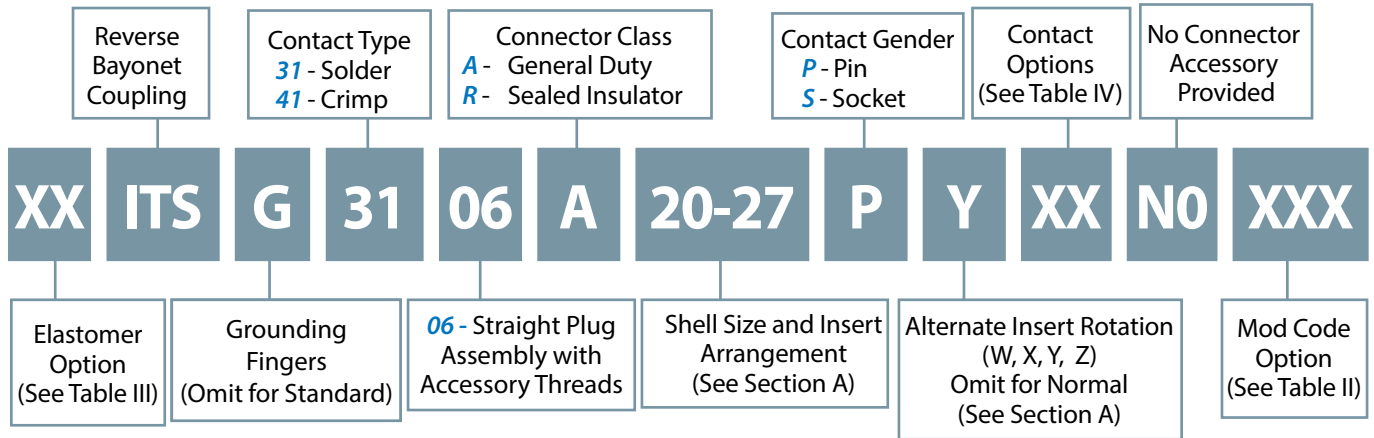 Reverse
Bayonet
Coupling
Contact Type
31 - Solder
41 - Crimp
Connector Class
A - General Duty
R - Sealed Insulator
Contact Gender
P - Pin
S - Socket
Contact
Options
(See Table IV)
No Connector
Accessory
Provided
XX ITS G 31 06 A 20-27 P Y XX N0 XXX
Elastomer
Option
(See Table III)
Grounding
Fingers
(Omit for Standard)
06 - Straight Plug
Assembly with
Accessory Threads
Shell Size and Insert
Arrangement
(See Section A)
Alternate Insert Rotation
(W, X, Y, Z)
Omit for Normal
(See Section A)
Mod Code
Option
(See Table II)